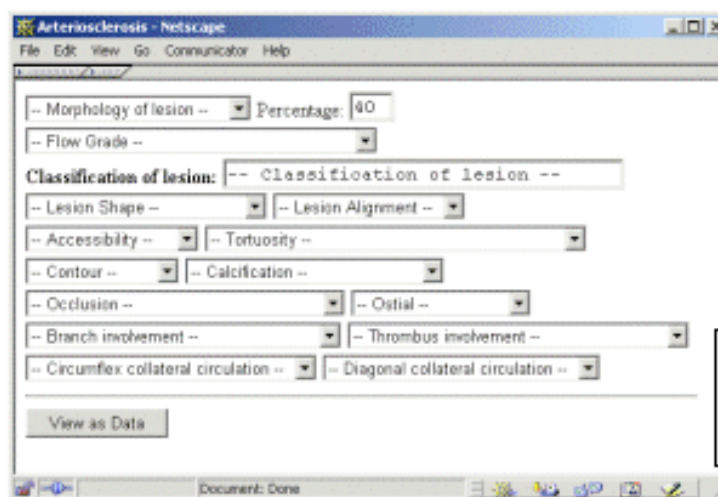 Arteriosclerosis - Netscape
File Edit View Go Communicator Help
-- Morphology of lesion -- Percentage: 40
-- Flow Grade --
Classification of lesion: -- Classification of lesion --
-- Lesion Shape -- -- Lesion Alignment --
-- Accessibility -- -- Tortuosity --
-- Contour -- -- Calcification --
-- Occlusion -- -- Ostial --
-- Branch involvement -- -- Thrombus involvement --
-- Circumflex collateral circulation -- -- Diagonal collateral circulation --
View as Data
Document: Done